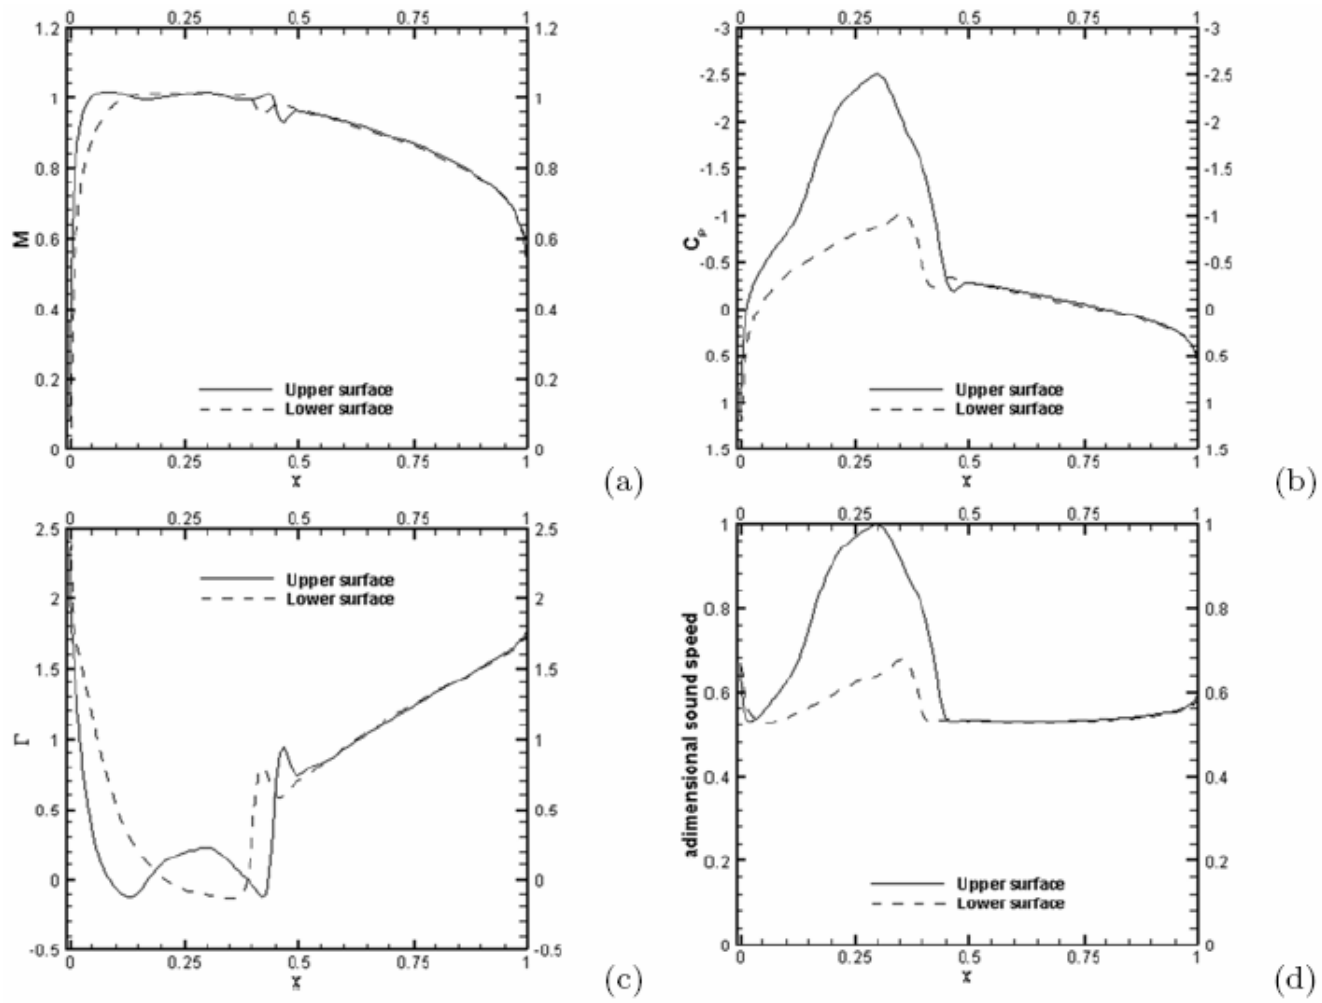 0 0.25 0.5 0.75 1
1.2 1.2
1 1
0.8 0.8
0.6 0.6
M
0.4 0.4
0.2 0.2
0 0
Upper surface
Lower surface
0 0.25 0.5 0.75 1
x
(a)
0 0.25 0.5 0.75 1
-3 -3
-2.5 -2.5
-2 -2
-1.5 -1.5
-1 -1
Cp
-0.5 -0.5
0 0
0.5 0.5
1 1
1.5 1.5
Upper surface
Lower surface
0 0.25 0.5 0.75 1
x
(b)
0 0.25 0.5 0.75 1
2.5 2.5
Upper surface
Lower surface
2 2
1.5 1.5
Γ
1 1
0.5 0.5
0 0
-0.5 -0.5
0 0.25 0.5 0.75 1
x
(c)
0 0.25 0.5 0.75 1
1 1
0.8 0.8
0.6 0.6
adimensional sound speed
0.4 0.4
0.2 0.2
0 0
Upper surface
Lower surface
0 0.25 0.5 0.75 1
x
(d)